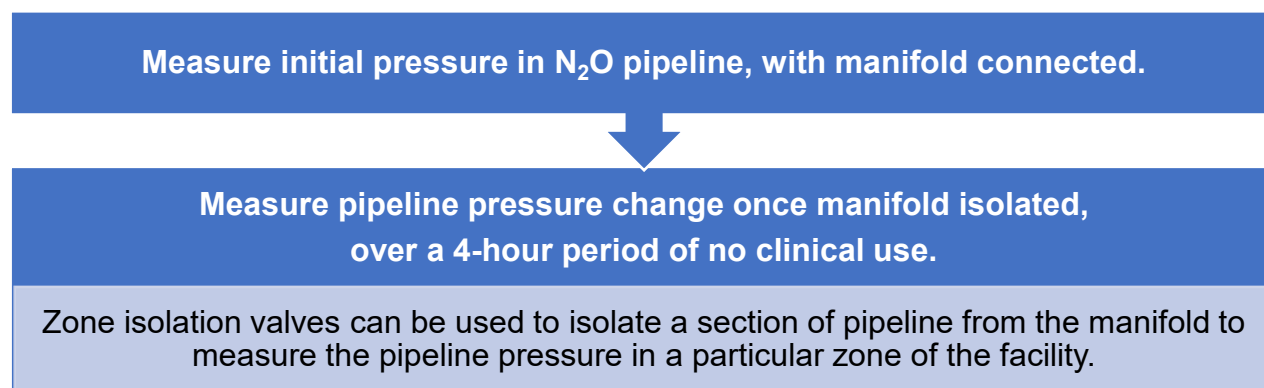 Measure initial pressure in N₂O pipeline, with manifold connected.
Measure pipeline pressure change once manifold isolated,
over a 4-hour period of no clinical use.
Zone isolation valves can be used to isolate a section of pipeline from the manifold to
measure the pipeline pressure in a particular zone of the facility.